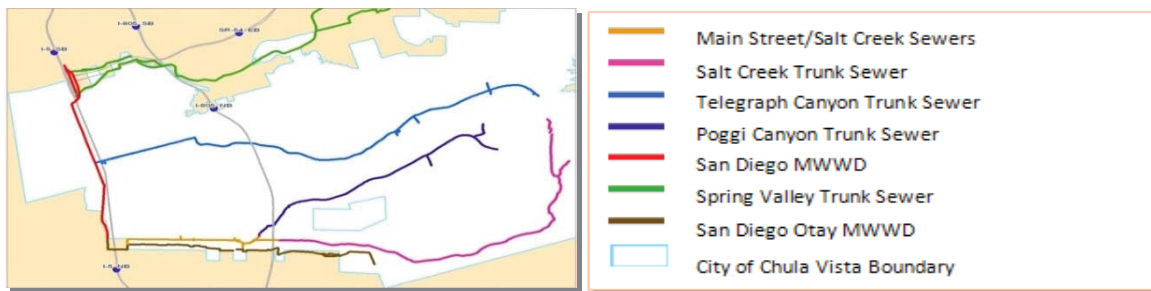 I-805 SB
SR-54/EB
I-5 SB
I-805 NB
I-5 NB
Main Street/Salt Creek Sewers
Salt Creek Trunk Sewer
Telegraph Canyon Trunk Sewer
Poggi Canyon Trunk Sewer
San Diego MWWD
Spring Valley Trunk Sewer
San Diego Otay MWWD
City of Chula Vista Boundary